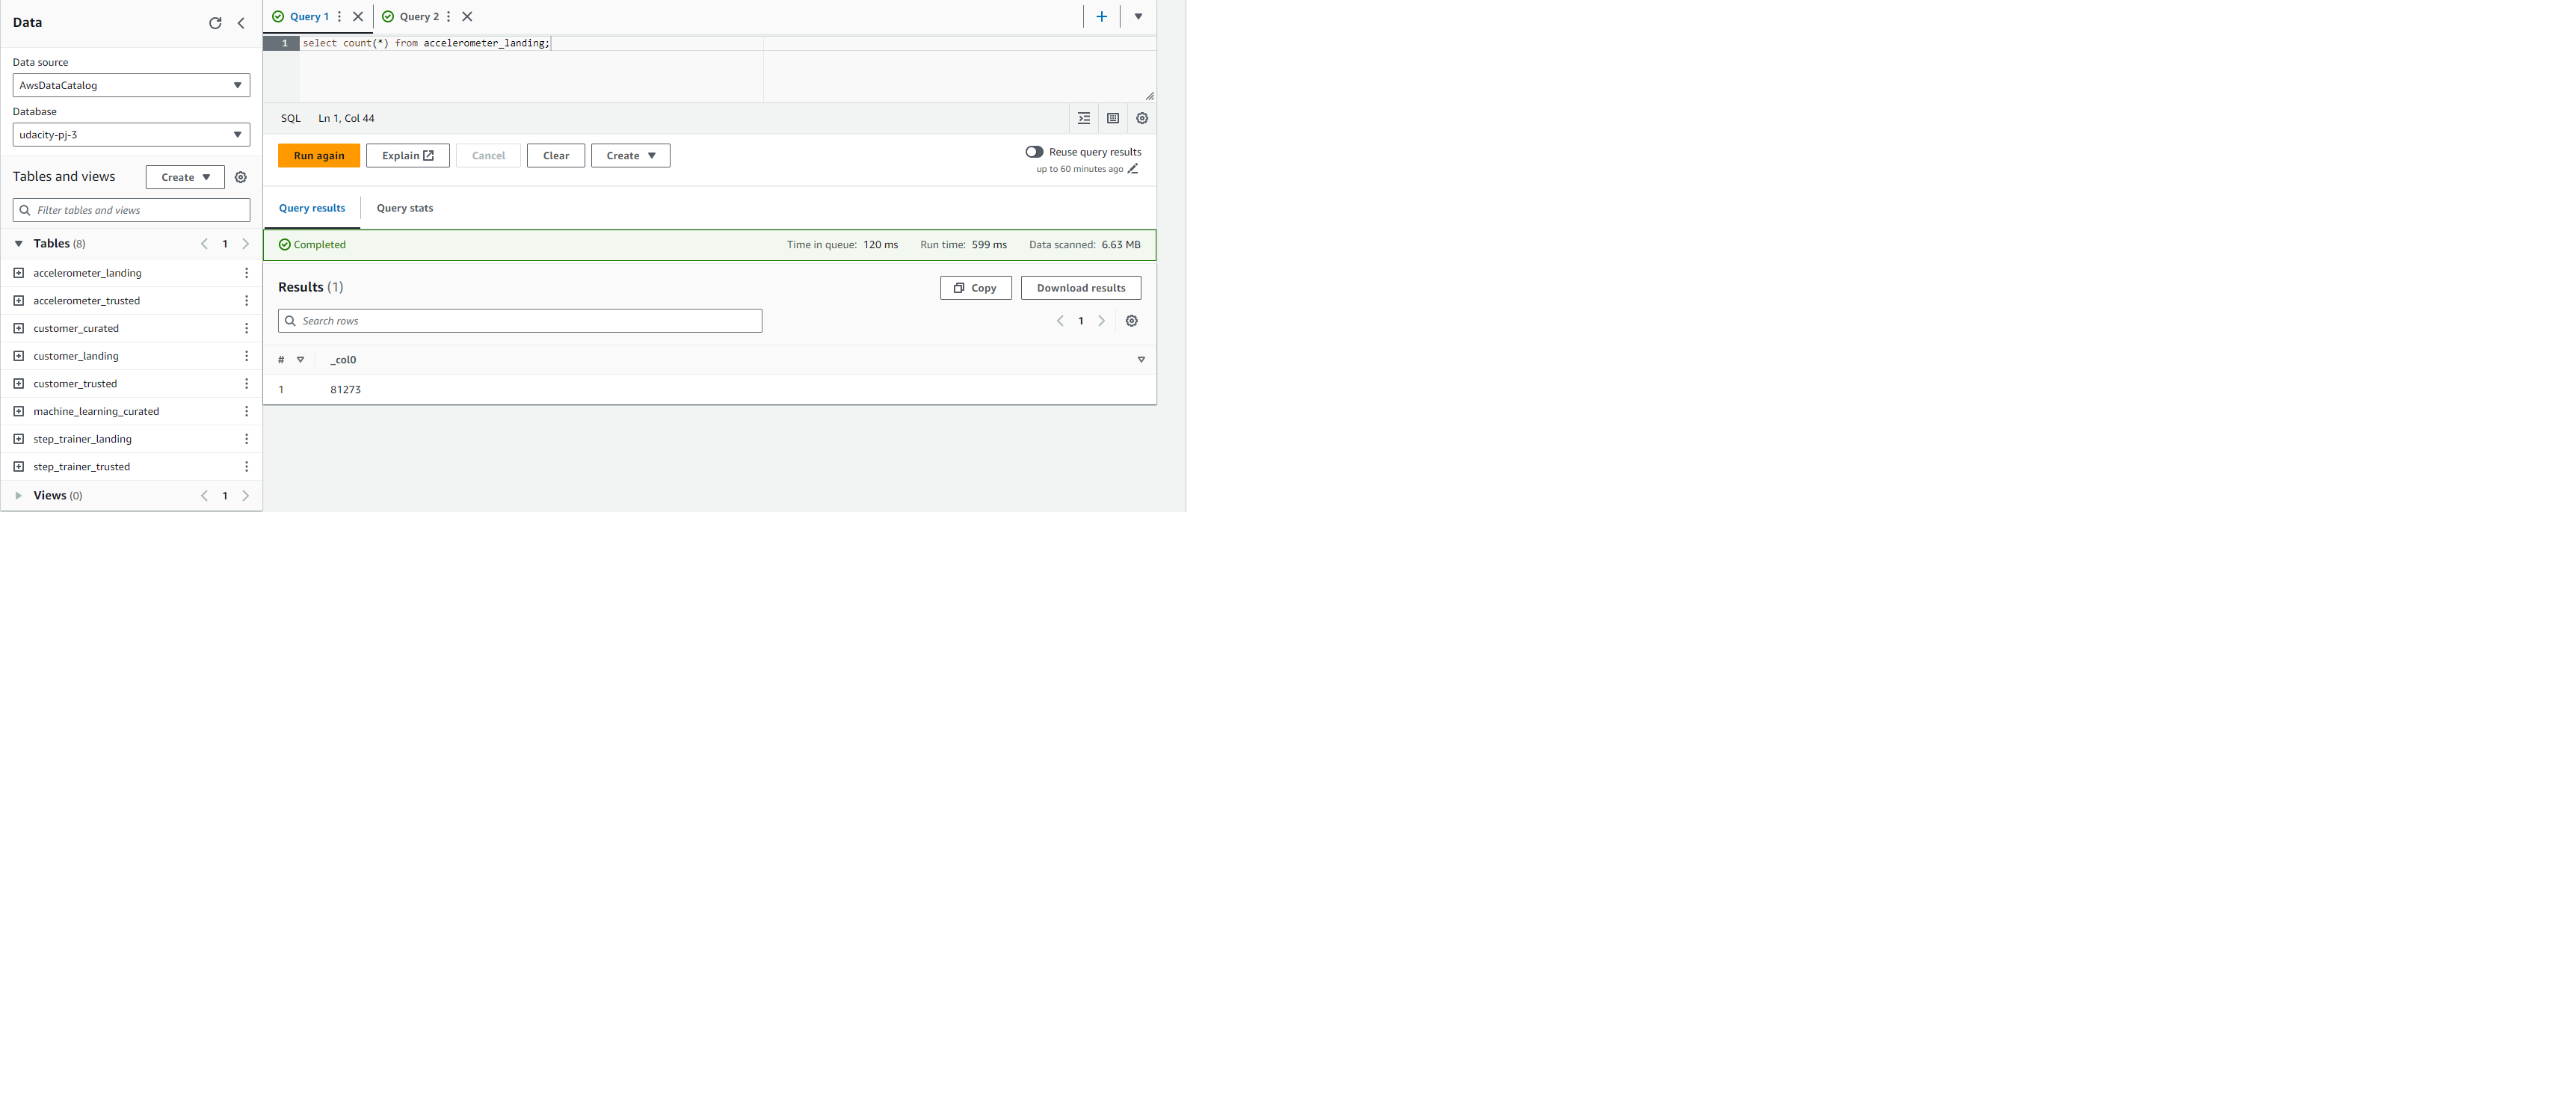 Data
Data source
AwsDataCatalog
Database
udacity-pj-3
Tables and views
Create
Filter tables and views
Tables (8)
1
accelerometer_landing
accelerometer_trusted
customer_curated
customer_landing
customer_trusted
machine_learning_curated
step_trainer_landing
step_trainer_trusted
Views (0)
1
Query 1
Query 2
1 select count(*) from accelerometer_landing;
SQL Ln 1, Col 44
Run again Explain Cancel Clear Create
Reuse query results
up to 60 minutes ago
Query results Query stats
Completed Time in queue: 120 ms Run time: 599 ms Data scanned: 6.63 MB
Results (1) Copy Download results
Search rows 1
# _col0
1 81273